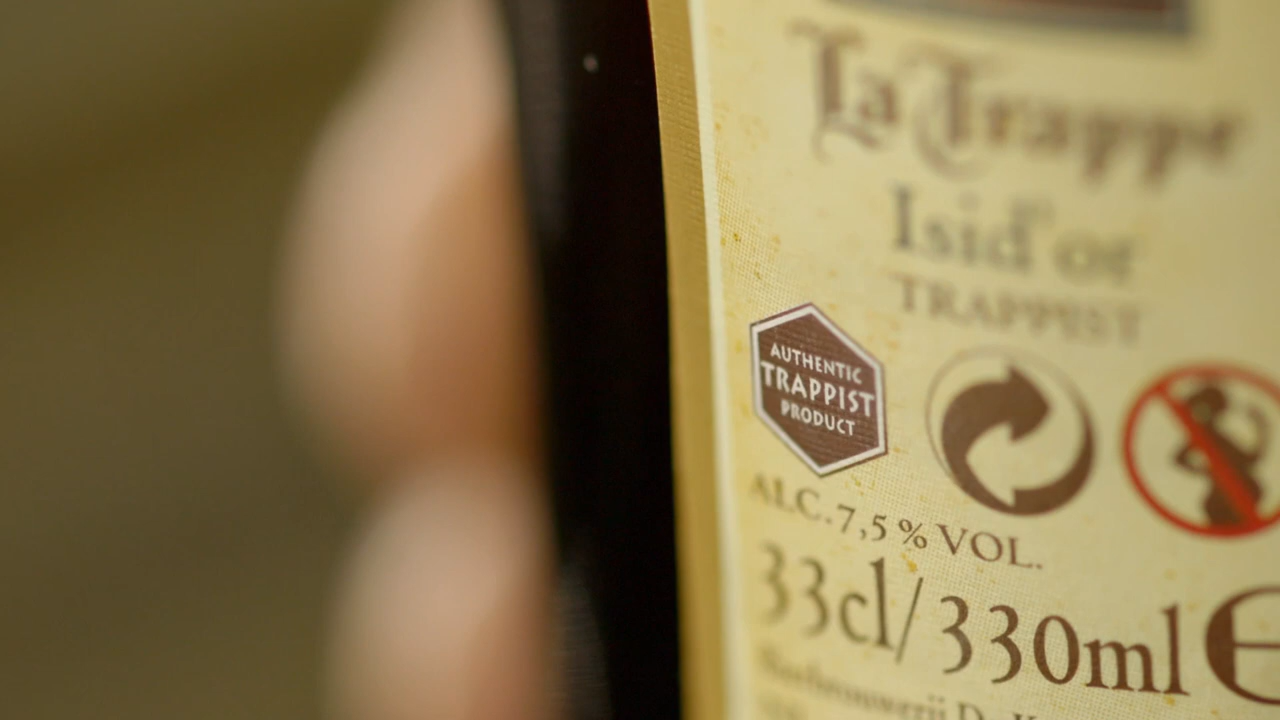 La Trappe
Isid'or
TRAPPIST
AUTHENTIC
TRAPPIST
PRODUCT
ALC.7,5% VOL.
33cl/330ml e